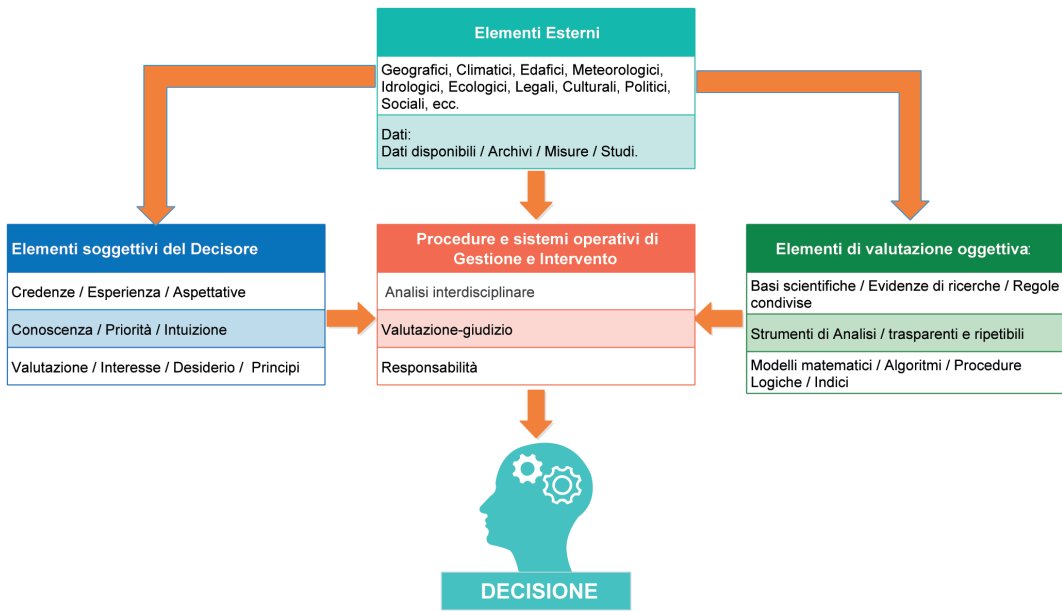 Elementi Esterni
Geografici, Climatici, Edafici, Meteorologici,
Idrologici, Ecologici, Legali, Culturali, Politici,
Sociali, ecc.
Dati:
Dati disponibili / Archivi / Misure / Studi.
Elementi soggettivi del Decisore
Credenze / Esperienza / Aspettative
Conoscenza / Priorità / Intuizione
Valutazione / Interesse / Desiderio / Principi
Procedure e sistemi operativi di
Gestione e Intervento
Analisi interdisciplinare
Valutazione-giudizio
Responsabilità
Elementi di valutazione oggettiva:
Basi scientifiche / Evidenze di ricerche / Regole
condivise
Strumenti di Analisi / trasparenti e ripetibili
Modelli matematici / Algoritmi / Procedure
Logiche / Indici
DECISIONE